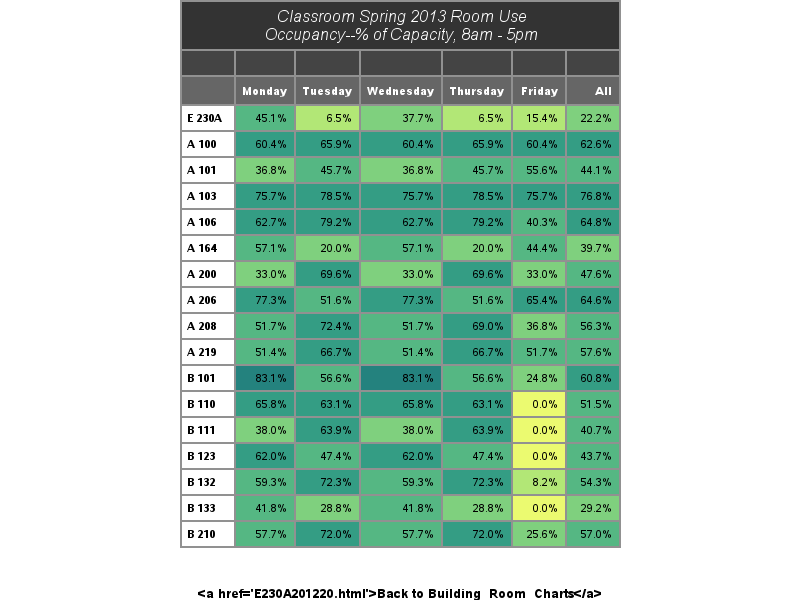 Classroom Spring 2013 Room Use
Occupancy--% of Capacity, 8am - 5pm
Monday Tuesday Wednesday Thursday Friday All
E 230A 45.1% 6.5% 37.7% 6.5% 15.4% 22.2%
A 100 60.4% 65.9% 60.4% 65.9% 60.4% 62.6%
A 101 36.8% 45.7% 36.8% 45.7% 55.6% 44.1%
A 103 75.7% 78.5% 75.7% 78.5% 75.7% 76.8%
A 106 62.7% 79.2% 62.7% 79.2% 40.3% 64.8%
A 164 57.1% 20.0% 57.1% 20.0% 44.4% 39.7%
A 200 33.0% 69.6% 33.0% 69.6% 33.0% 47.6%
A 206 77.3% 51.6% 77.3% 51.6% 65.4% 64.6%
A 208 51.7% 72.4% 51.7% 69.0% 36.8% 56.3%
A 219 51.4% 66.7% 51.4% 66.7% 51.7% 57.6%
B 101 83.1% 56.6% 83.1% 56.6% 24.8% 60.8%
B 110 65.8% 63.1% 65.8% 63.1% 0.0% 51.5%
B 111 38.0% 63.9% 38.0% 63.9% 0.0% 40.7%
B 123 62.0% 47.4% 62.0% 47.4% 0.0% 43.7%
B 132 59.3% 72.3% 59.3% 72.3% 8.2% 54.3%
B 133 41.8% 28.8% 41.8% 28.8% 0.0% 29.2%
B 210 57.7% 72.0% 57.7% 72.0% 25.6% 57.0%
<a href='E230A201220.html'>Back to Building_Room_Charts</a>